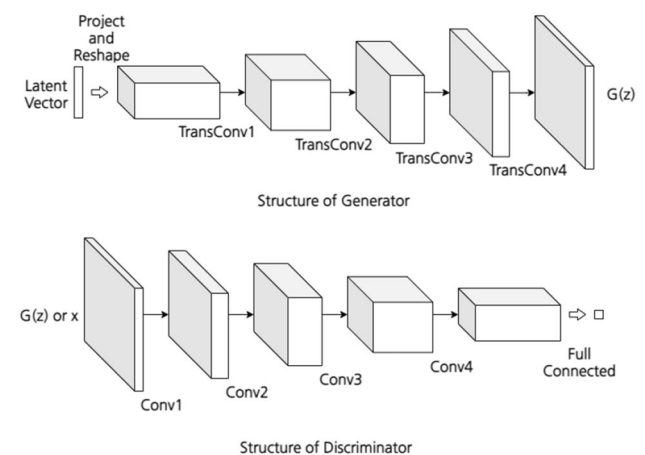 Project
and
Reshape
Latent
Vector
G(z)
TransConv1
TransConv2
TransConv3
TransConv4
Structure of Generator
G(z) or x
Conv1
Conv2
Conv3
Conv4
Full
Connected
Structure of Discriminator